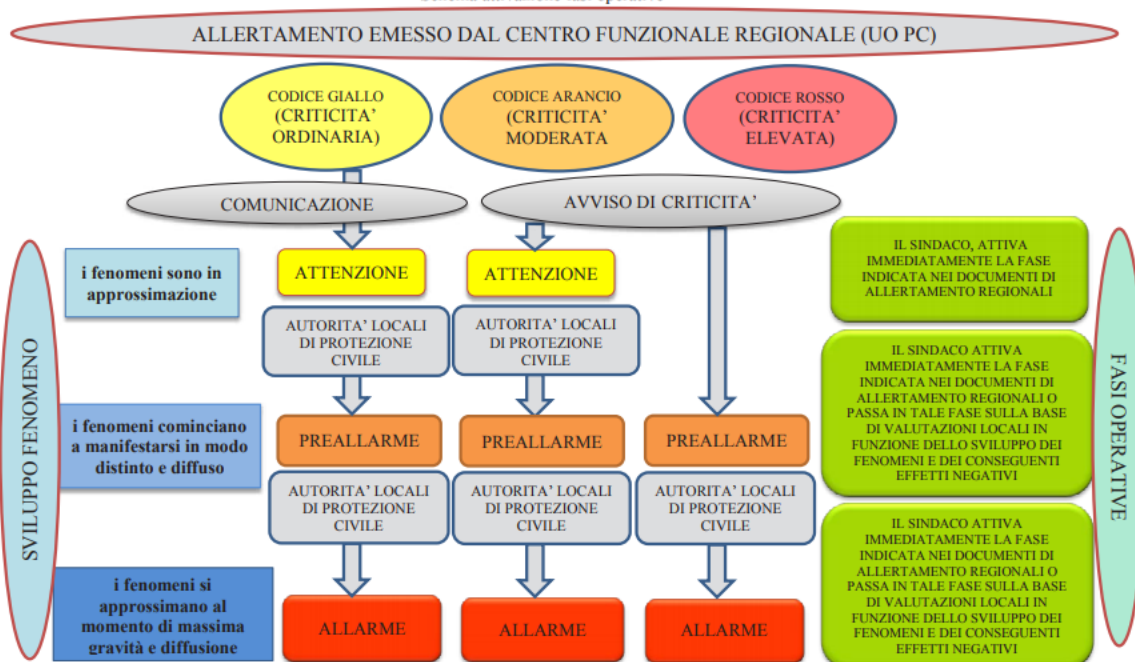 ALLERTAMENTO EMESSO DAL CENTRO FUNZIONALE REGIONALE (UO PC)
CODICE GIALLO
(CRITICITA'
ORDINARIA)
CODICE ARANCIO
(CRITICITA'
MODERATA
CODICE ROSSO
(CRITICITA'
ELEVATA)
COMUNICAZIONE
AVVISO DI CRITICITA'
SVILUPPO FENOMENO
i fenomeni sono in
approssimazione
ATTENZIONE
ATTENZIONE
IL SINDACO, ATTIVA
IMMEDIATAMENTE LA FASE
INDICATA NEI DOCUMENTI DI
ALLERTAMENTO REGIONALI
AUTORITA' LOCALI
DI PROTEZIONE
CIVILE
AUTORITA' LOCALI
DI PROTEZIONE
CIVILE
i fenomeni cominciano
a manifestarsi in modo
distinto e diffuso
PREALLARME
PREALLARME
PREALLARME
IL SINDACO ATTIVA
IMMEDIATAMENTE LA FASE
INDICATA NEI DOCUMENTI DI
ALLERTAMENTO REGIONALI O
PASSA IN TALE FASE SULLA BASE
DI VALUTAZIONI LOCALI IN
FUNZIONE DELLO SVILUPPO DEI
FENOMENI E DEI CONSEGUENTI
EFFETTI NEGATIVI
AUTORITA' LOCALI
DI PROTEZIONE
CIVILE
AUTORITA' LOCALI
DI PROTEZIONE
CIVILE
AUTORITA' LOCALI
DI PROTEZIONE
CIVILE
i fenomeni si
approssimano al
momento di massima
gravità e diffusione
ALLARME
ALLARME
ALLARME
IL SINDACO ATTIVA
IMMEDIATAMENTE LA FASE
INDICATA NEI DOCUMENTI DI
ALLERTAMENTO REGIONALI O
PASSA IN TALE FASE SULLA BASE
DI VALUTAZIONI LOCALI IN
FUNZIONE DELLO SVILUPPO DEI
FENOMENI E DEI CONSEGUENTI
EFFETTI NEGATIVI
FASI OPERATIVE